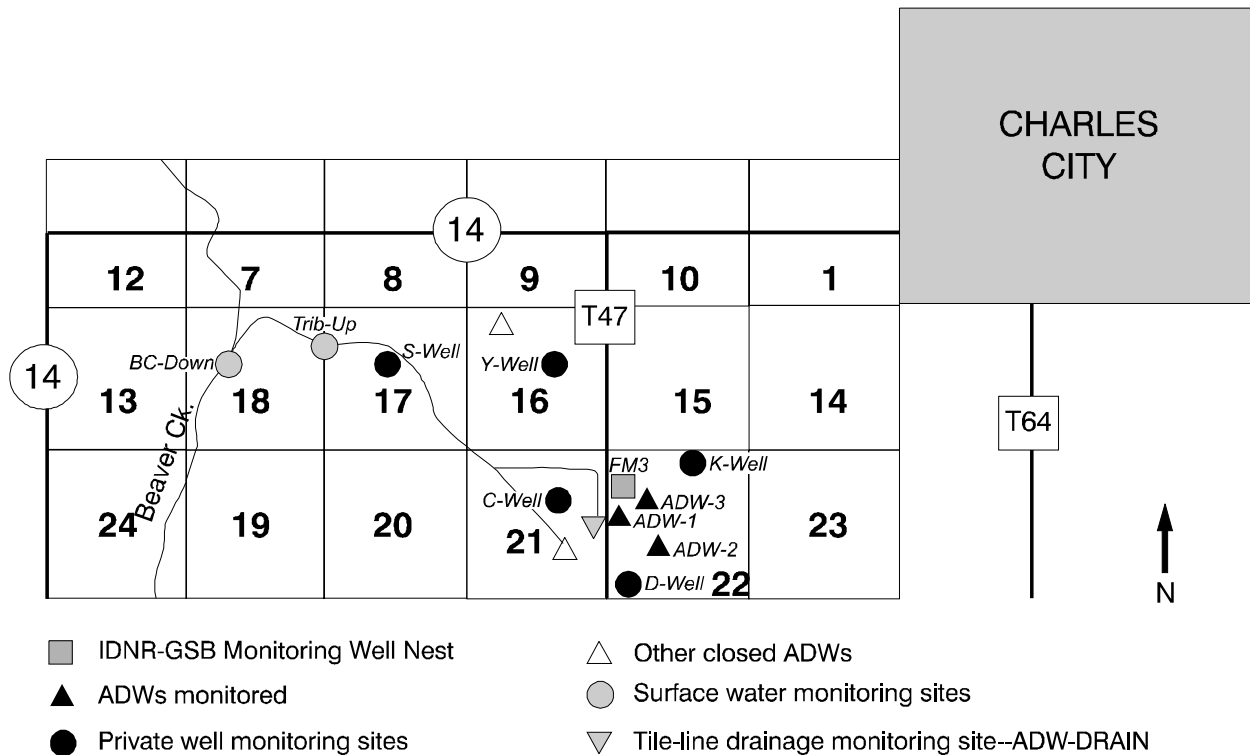 CHARLES
CITY
14
12
7
8
9
10
1
T47
Trib-Up
BC-Down
S-Well
Y-Well
14
13
18
17
16
15
14
T64
Beaver Ck.
FM3
K-Well
C-Well
ADW-3
ADW-1
24
19
20
21
ADW-2
23
D-Well
22
N
IDNR-GSB Monitoring Well Nest
ADWs monitored
Private well monitoring sites
Other closed ADWs
Surface water monitoring sites
Tile-line drainage monitoring site--ADW-DRAIN